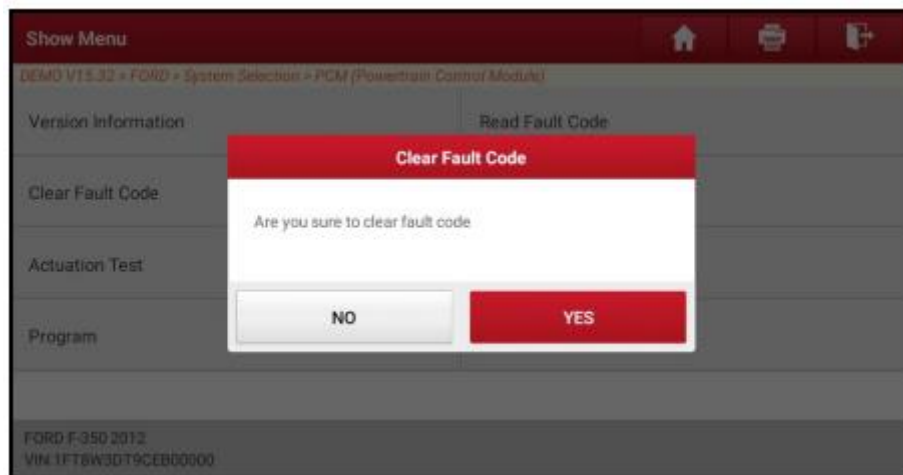 Show Menu
DEMO V15.32 > FORD > System Selection > PCM (Powertrain Control Module)
Version Information
Read Fault Code
Clear Fault Code
Clear Fault Code
Are you sure to clear fault code
Actuation Test
NO
YES
Program
FORD F-350 2012
VIN 1FT8W3DT9CEB00000